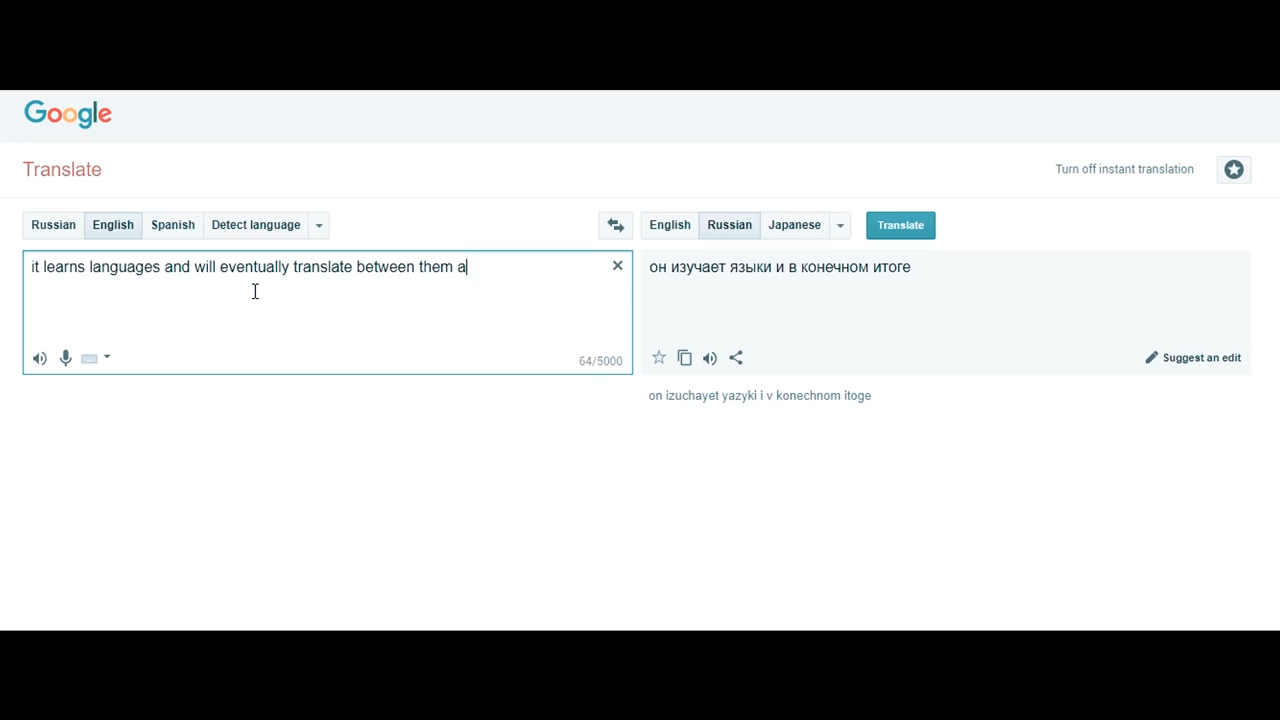 Google
Translate
Turn off instant translation
Russian English Spanish Detect language
English Russian Japanese Translate
it learns languages and will eventually translate between them a
он изучает языки и в конечном итоге
64/5000
Suggest an edit
on izuchayet yazyki i v konechnom itoge